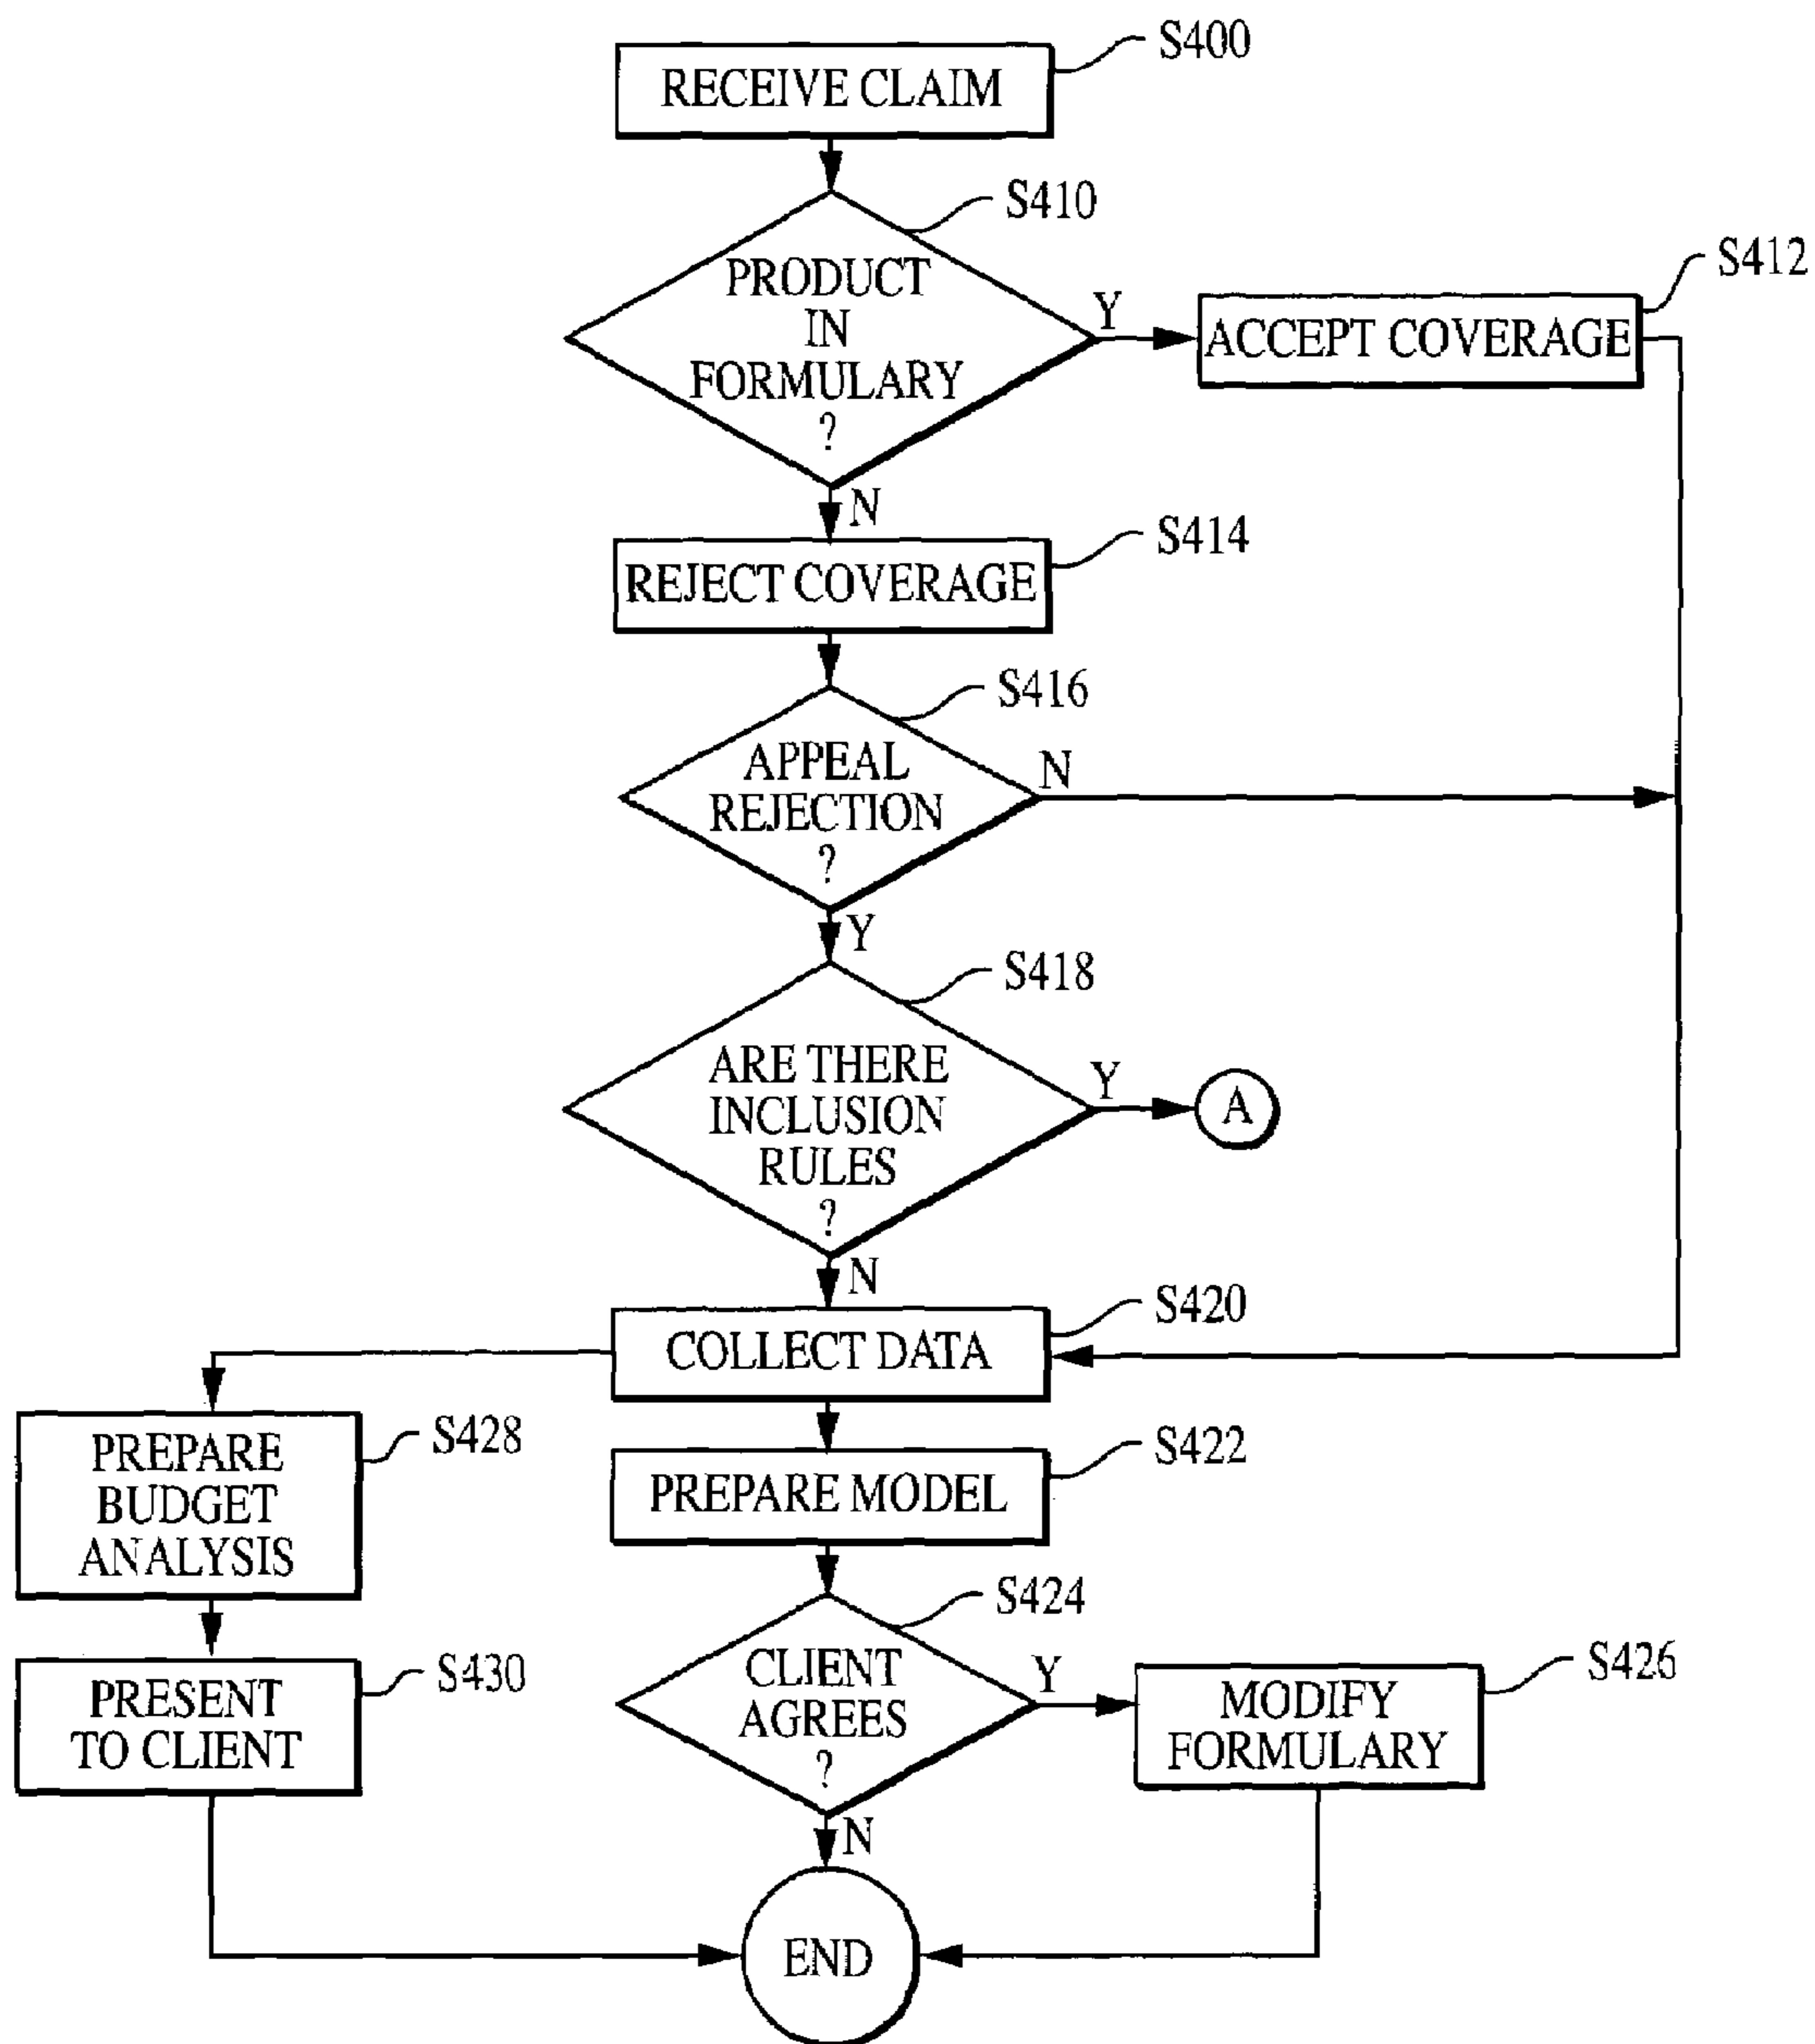 S400
RECEIVE CLAIM
S410
PRODUCT
IN
FORMULARY
?
Y
S412
ACCEPT COVERAGE
N
S414
REJECT COVERAGE
S416
APPEAL
REJECTION
?
N
Y
S418
ARE THERE
INCLUSION
RULES
?
Y
A
N
S420
COLLECT DATA
S428
PREPARE
BUDGET
ANALYSIS
S422
PREPARE MODEL
S424
CLIENT
AGREES
?
Y
S426
MODIFY
FORMULARY
S430
PRESENT
TO CLIENT
N
END